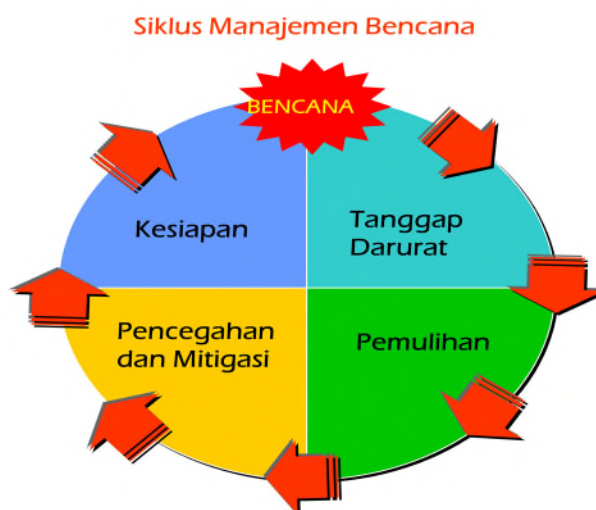 Siklus Manajemen Bencana
BENCANA
Kesiapan
Tanggap
Darurat
Pencegahan
dan Mitigasi
Pemulihan